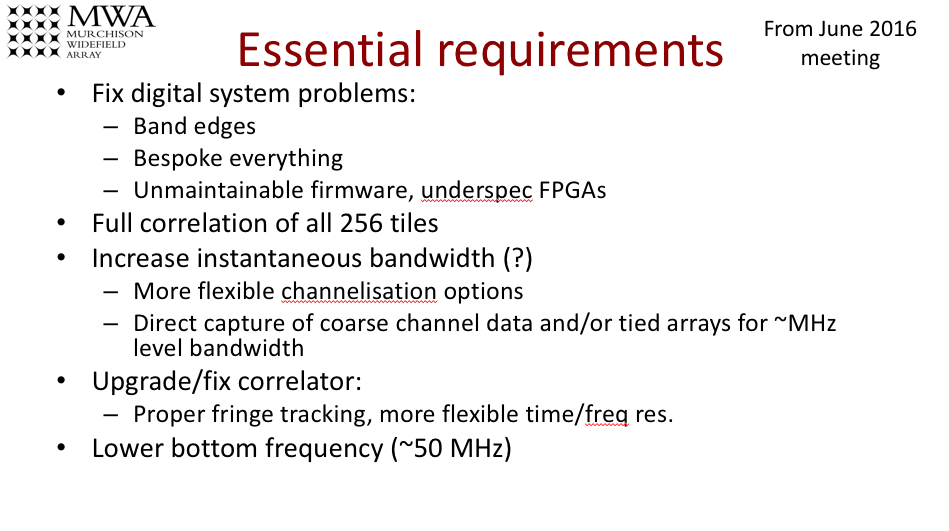 MWA
MURCHISON
WIDEFIELD
ARRAY
From June 2016
meeting
Essential requirements
• Fix digital system problems:
– Band edges
– Bespoke everything
– Unmaintainable firmware, underspec FPGAs
• Full correlation of all 256 tiles
• Increase instantaneous bandwidth (?)
– More flexible channelisation options
– Direct capture of coarse channel data and/or tied arrays for ~MHz
level bandwidth
• Upgrade/fix correlator:
– Proper fringe tracking, more flexible time/freq res.
• Lower bottom frequency (~50 MHz)